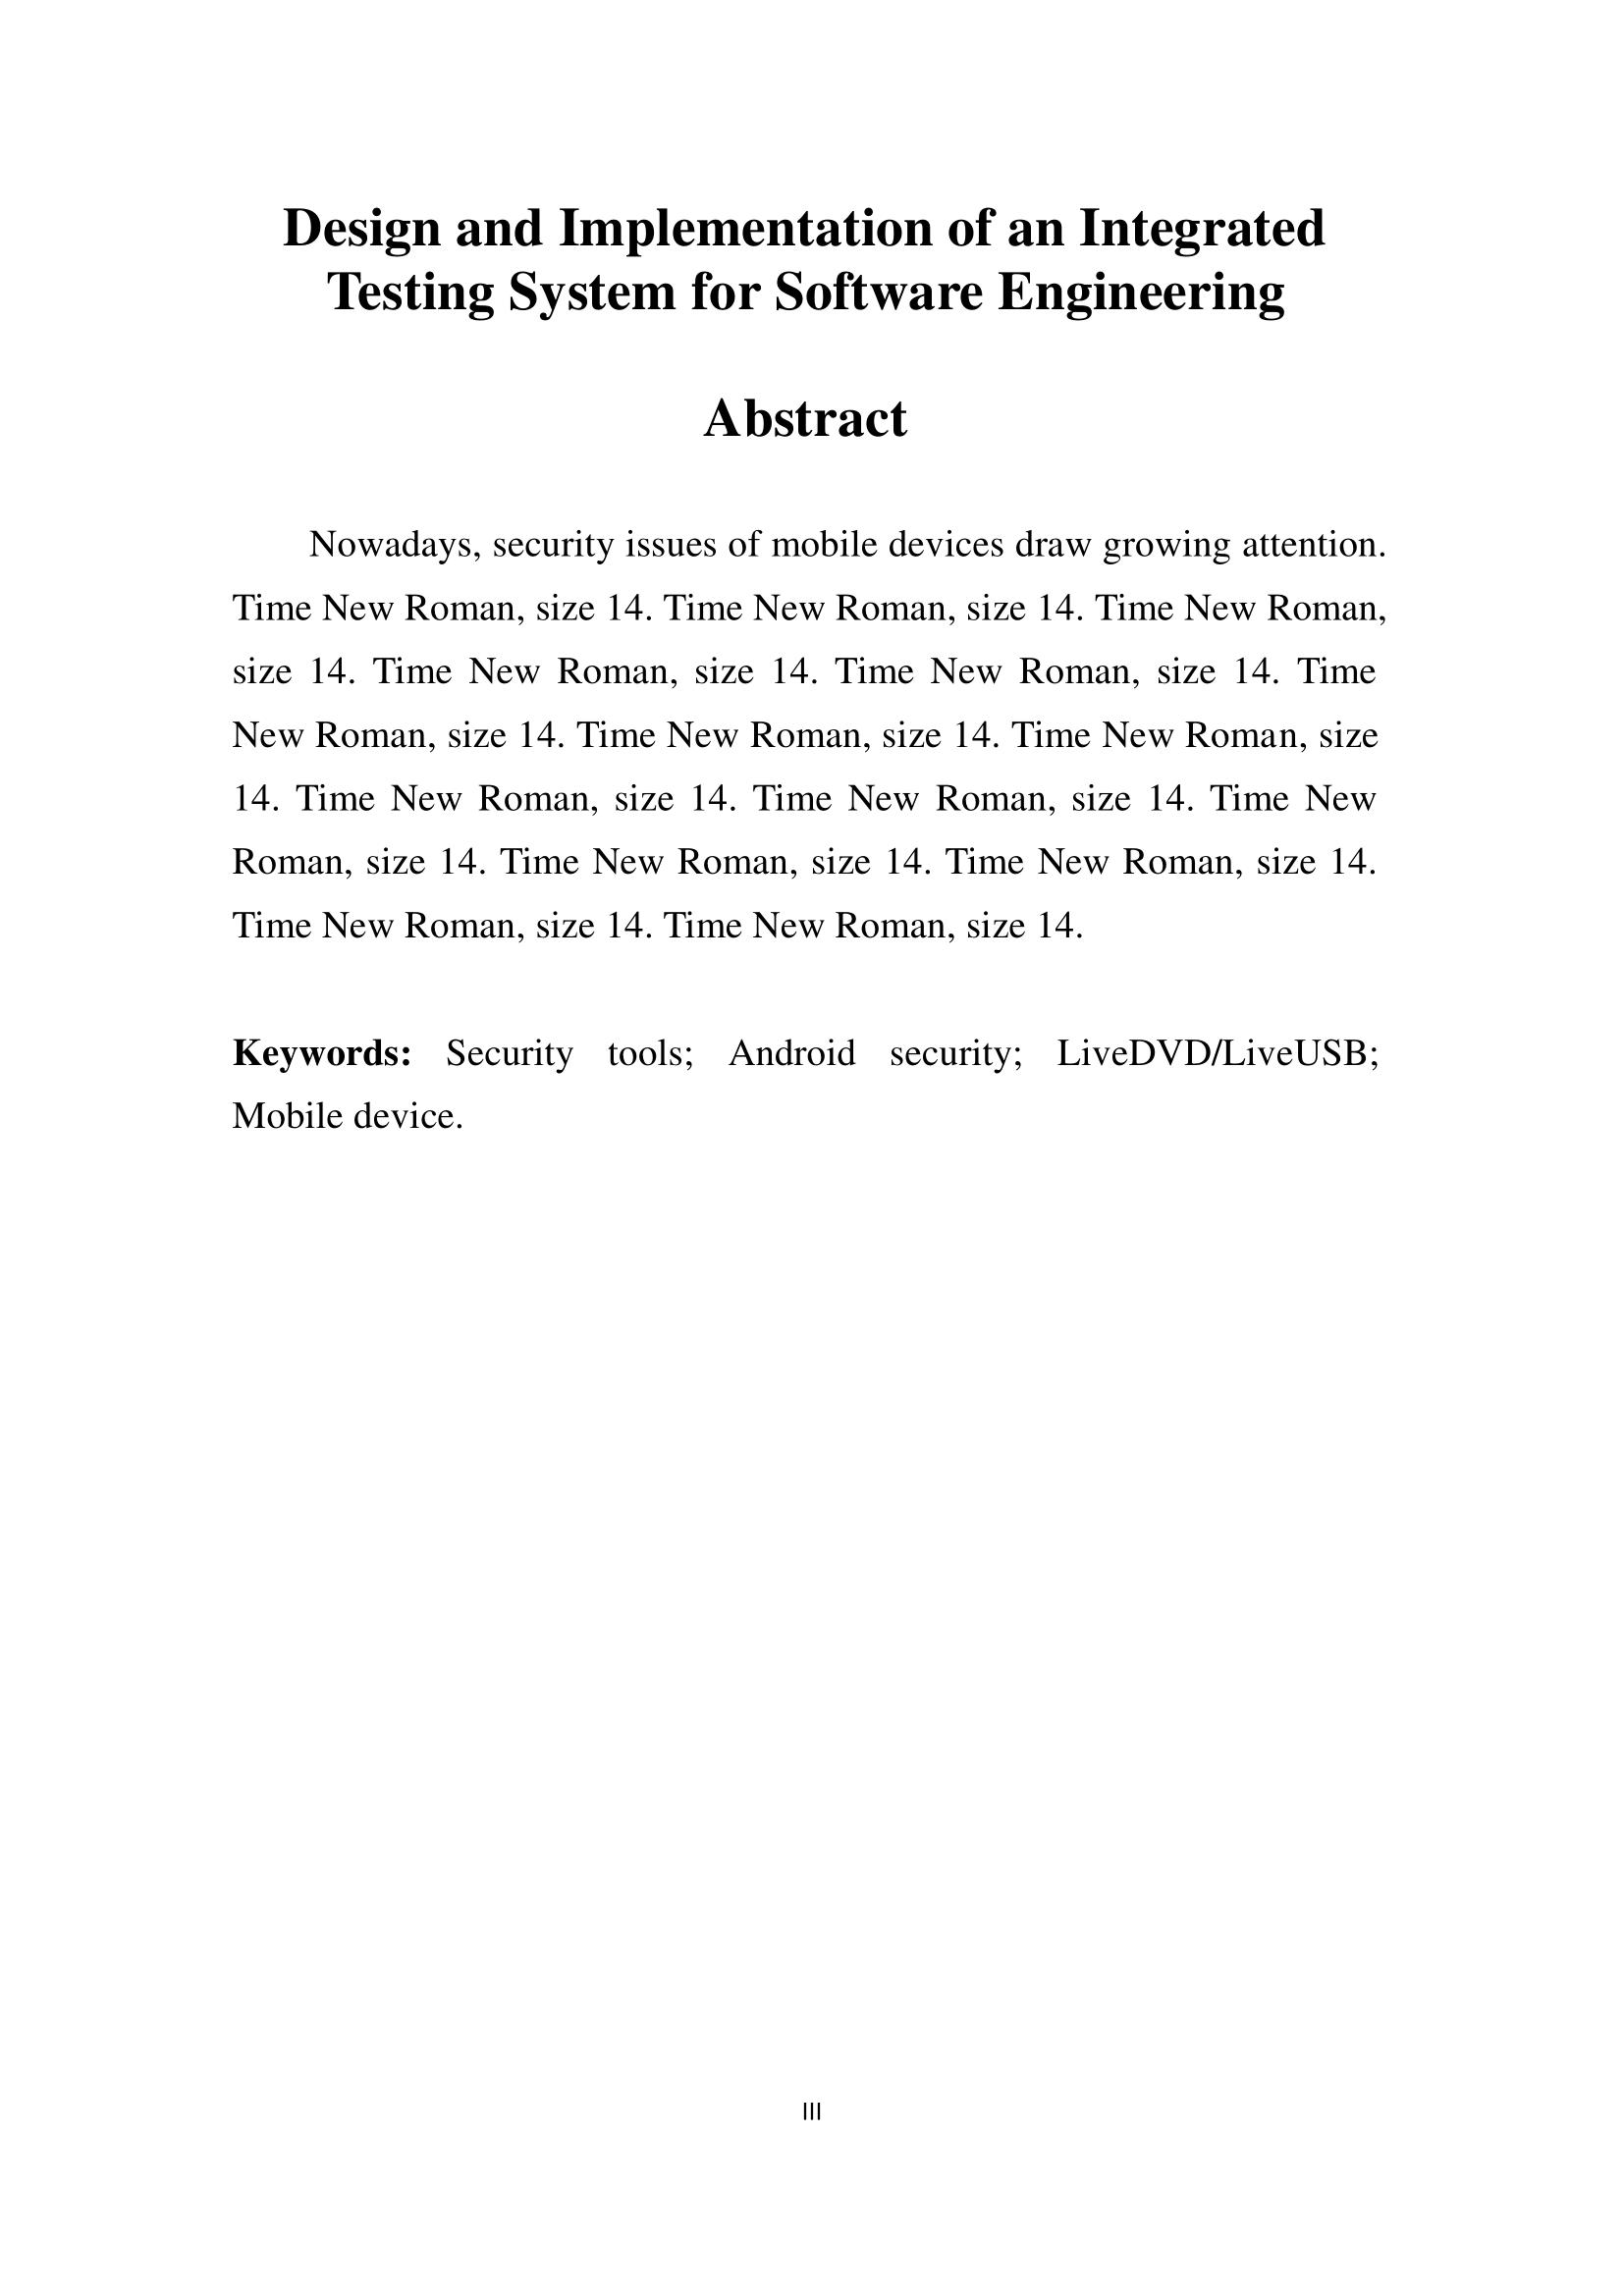 Design and Implementation of an Integrated
Testing System for Software Engineering
Abstract
Nowadays, security issues of mobile devices draw growing attention.
Time New Roman, size 14. Time New Roman, size 14. Time New Roman,
size 14. Time New Roman, size 14. Time New Roman, size 14. Time
New Roman, size 14. Time New Roman, size 14. Time New Roman, size
14. Time New Roman, size 14. Time New Roman, size 14. Time New
Roman, size 14. Time New Roman, size 14. Time New Roman, size 14.
Time New Roman, size 14. Time New Roman, size 14.
Keywords: Security tools; Android security; LiveDVD/LiveUSB;
Mobile device.
III